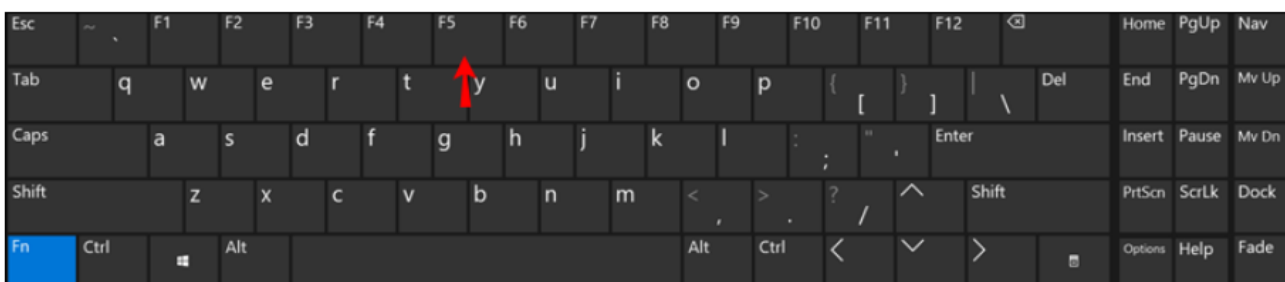 Esc ~ ` F1 F2 F3 F4 F5 F6 F7 F8 F9 F10 F11 F12 Home PgUp Nav
Tab q w e r t y u i o p { [ } ] | \ Del End PgDn Mv Up
Caps a s d f g h j k l : ; " ' Enter Insert Pause Mv Dn
Shift z x c v b n m < , > . ? / Shift PrtScn ScrLk Dock
Fn Ctrl Alt Alt Ctrl Options Help Fade